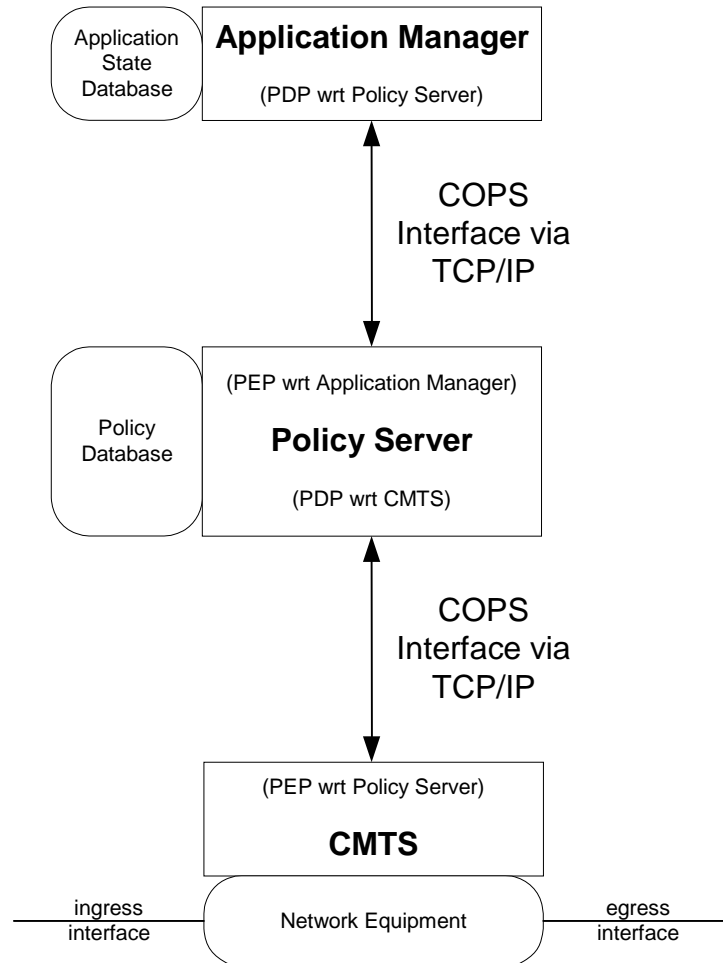 Application
State
Database
Application Manager
(PDP wrt Policy Server)
COPS
Interface via
TCP/IP
(PEP wrt Application Manager)
Policy
Database
Policy Server
(PDP wrt CMTS)
COPS
Interface via
TCP/IP
(PEP wrt Policy Server)
CMTS
ingress
interface
Network Equipment
egress
interface